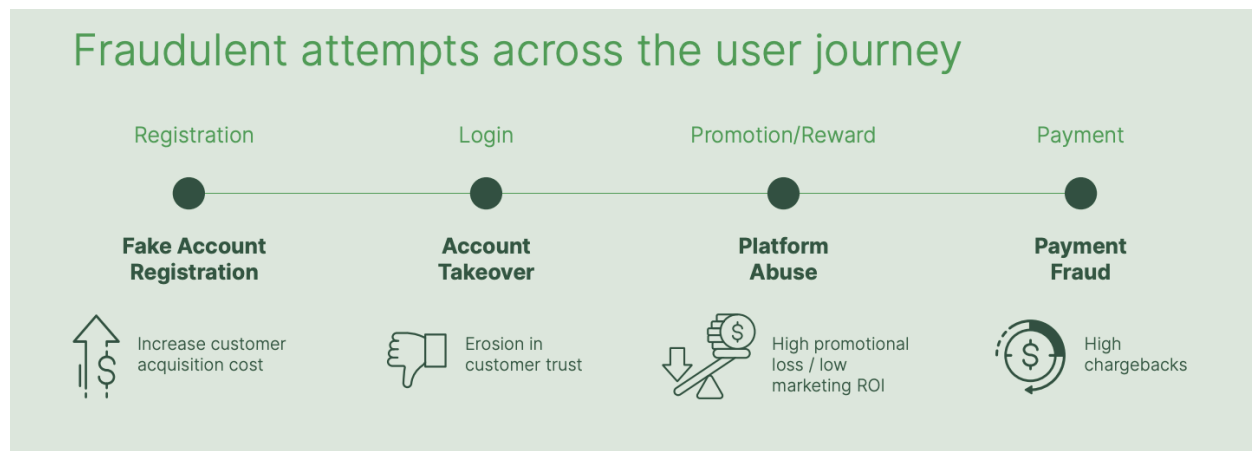 Fraudulent attempts across the user journey
Registration
Login
Promotion/Reward
Payment
Fake Account
Registration
Account
Takeover
Platform
Abuse
Payment
Fraud
Increase customer
acquisition cost
Erosion in
customer trust
High promotional
loss / low
marketing ROI
High
chargebacks
$
$
$